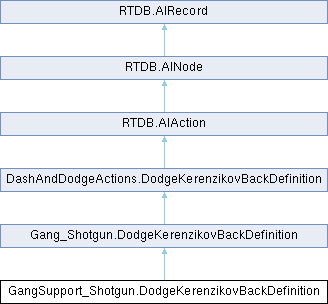 RTDB.AIRecord
RTDB.AINode
RTDB.AIAction
DashAndDodgeActions.DodgeKerenzikovBackDefinition
Gang_Shotgun.DodgeKerenzikovBackDefinition
GangSupport_Shotgun.DodgeKerenzikovBackDefinition